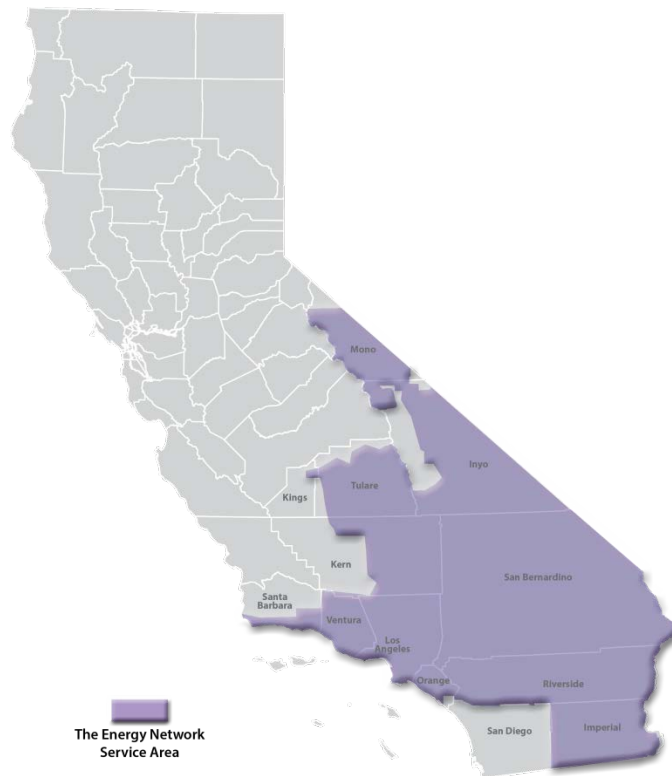 Mono
Inyo
Tulare
Kings
Kern
San Bernardino
Santa
Barbara
Ventura
Los
Angeles
Orange
Riverside
San Diego
Imperial
The Energy Network
Service Area